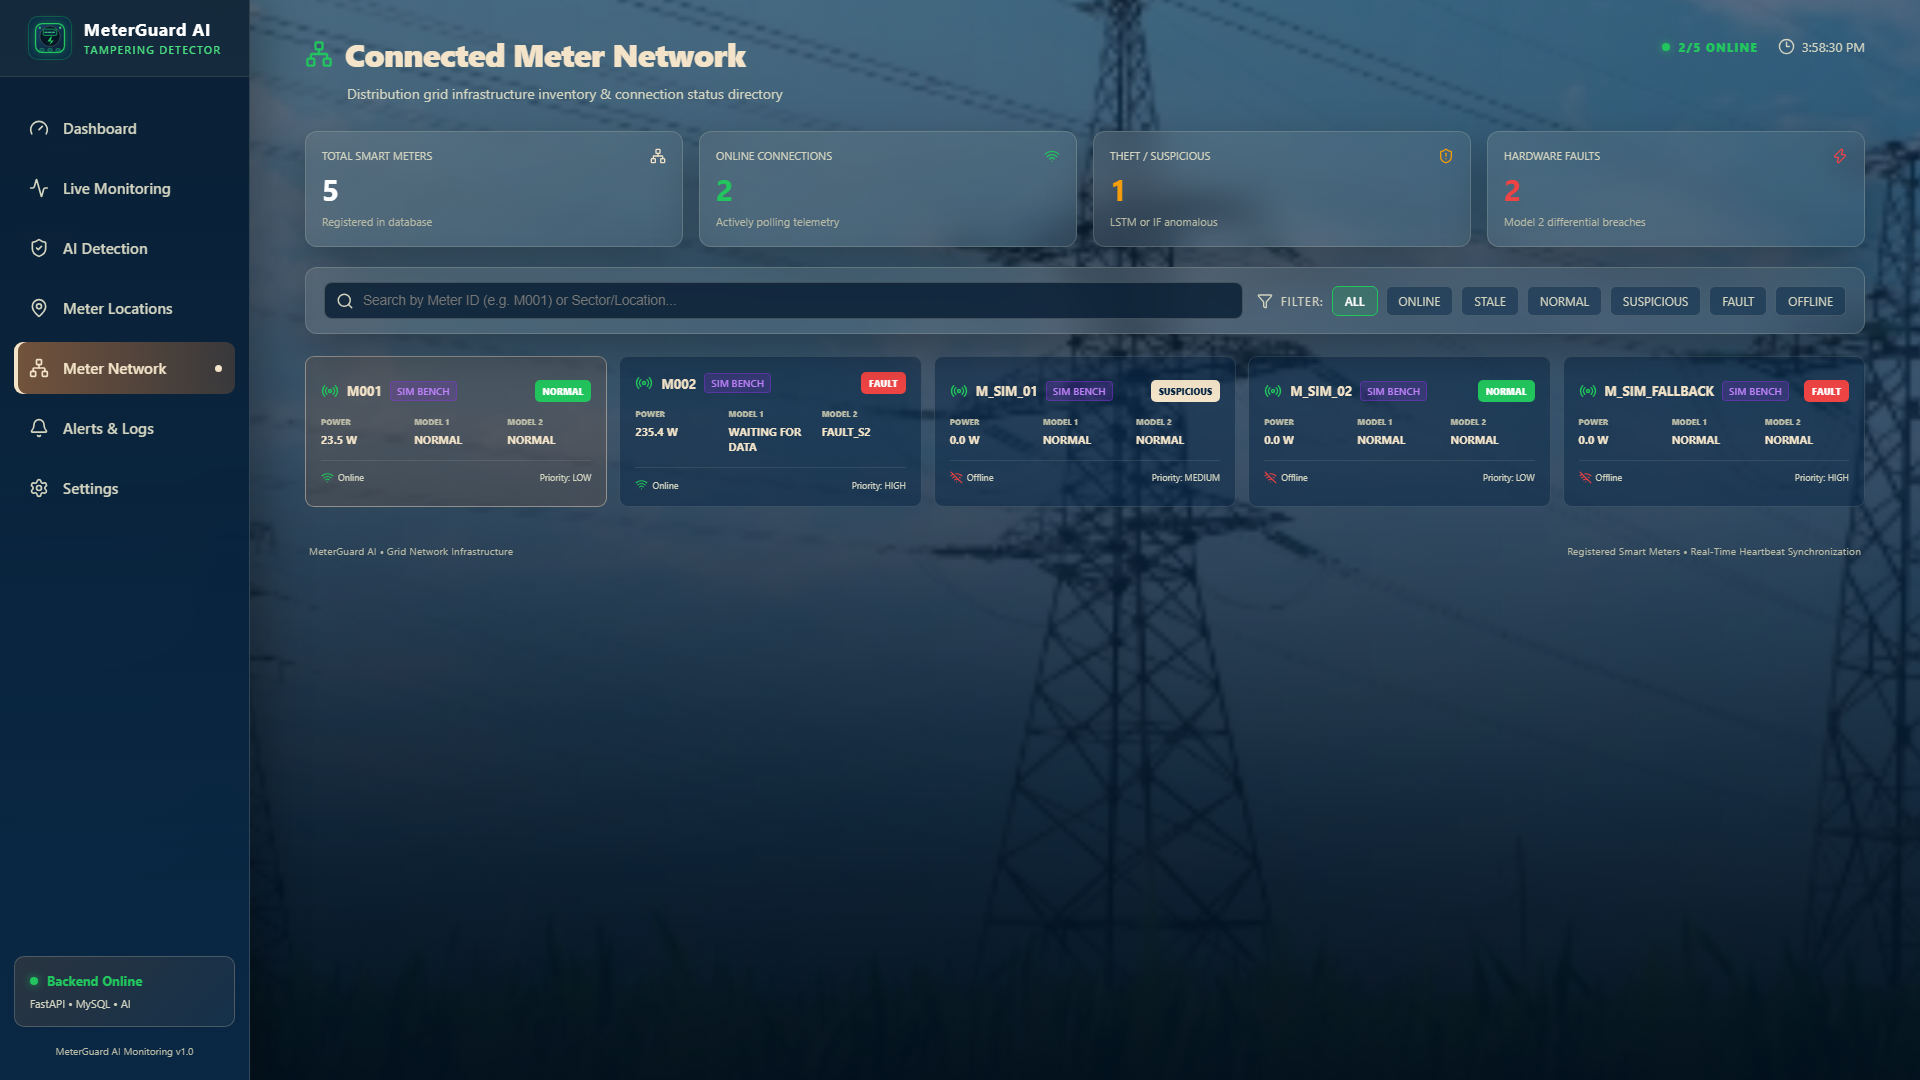 MeterGuard AI
TAMPERING DETECTOR
Dashboard
Live Monitoring
AI Detection
Meter Locations
Meter Network
Alerts & Logs
Settings
Backend Online
FastAPI • MySQL • AI
MeterGuard AI Monitoring v1.0
Connected Meter Network
Distribution grid infrastructure inventory & connection status directory
2/5 ONLINE
3:58:30 PM
TOTAL SMART METERS
5
Registered in database
ONLINE CONNECTIONS
2
Actively polling telemetry
THEFT / SUSPICIOUS
1
LSTM or IF anomalous
HARDWARE FAULTS
2
Model 2 differential breaches
Search by Meter ID (e.g. M001) or Sector/Location...
FILTER: ALL ONLINE STALE NORMAL SUSPICIOUS FAULT OFFLINE
M001 SIM BENCH NORMAL
POWER MODEL 1 MODEL 2
23.5 W NORMAL NORMAL
Online Priority: LOW
M002 SIM BENCH FAULT
POWER MODEL 1 MODEL 2
235.4 W WAITING FOR FAULT_S2
DATA
Online Priority: HIGH
M_SIM_01 SIM BENCH SUSPICIOUS
POWER MODEL 1 MODEL 2
0.0 W NORMAL NORMAL
Offline Priority: MEDIUM
M_SIM_02 SIM BENCH NORMAL
POWER MODEL 1 MODEL 2
0.0 W NORMAL NORMAL
Offline Priority: LOW
M_SIM_FALLBACK SIM BENCH FAULT
POWER MODEL 1 MODEL 2
0.0 W NORMAL NORMAL
Offline Priority: HIGH
MeterGuard AI • Grid Network Infrastructure
Registered Smart Meters • Real-Time Heartbeat Synchronization